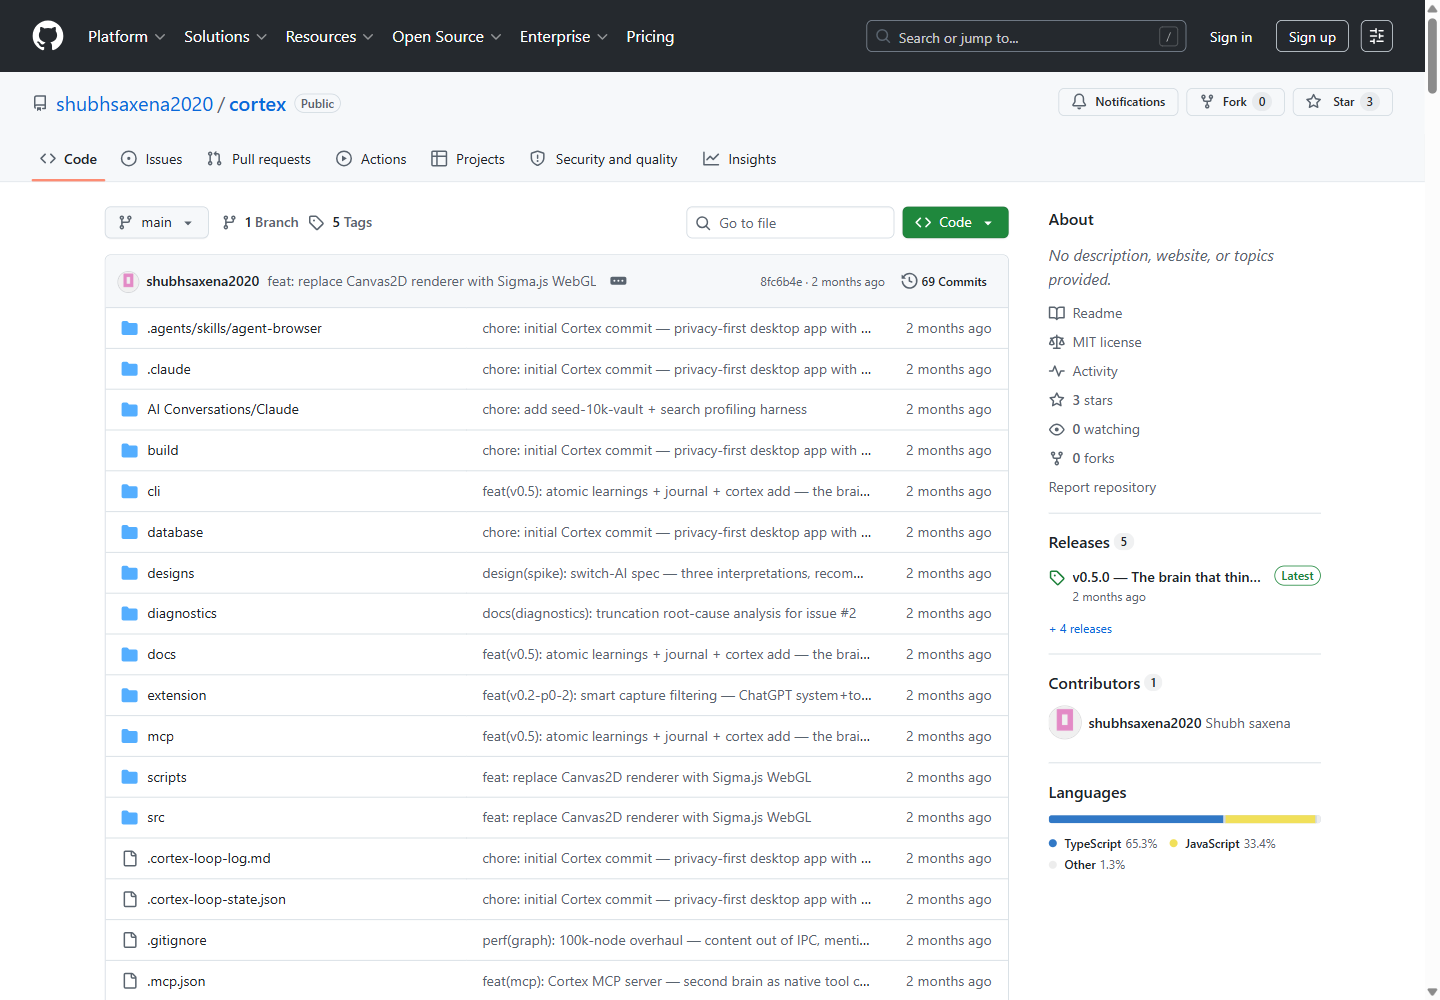 Platform Solutions Resources Open Source Enterprise Pricing Search or jump to... / Sign in Sign up
shubhsaxena2020 / cortex Public Notifications Fork 0 Star 3
Code Issues Pull requests Actions Projects Security and quality Insights
main 1 Branch 5 Tags Go to file Code
shubhsaxena2020 feat: replace Canvas2D renderer with Sigma.js WebGL 8fc6b4e · 2 months ago 69 Commits
.agents/skills/agent-browser chore: initial Cortex commit — privacy-first desktop app with ... 2 months ago
.claude chore: initial Cortex commit — privacy-first desktop app with ... 2 months ago
AI Conversations/Claude chore: add seed-10k-vault + search profiling harness 2 months ago
build chore: initial Cortex commit — privacy-first desktop app with ... 2 months ago
cli feat(v0.5): atomic learnings + journal + cortex add — the brai... 2 months ago
database chore: initial Cortex commit — privacy-first desktop app with ... 2 months ago
designs design(spike): switch-AI spec — three interpretations, recom... 2 months ago
diagnostics docs(diagnostics): truncation root-cause analysis for issue #2 2 months ago
docs feat(v0.5): atomic learnings + journal + cortex add — the brai... 2 months ago
extension feat(v0.2-p0-2): smart capture filtering — ChatGPT system+to... 2 months ago
mcp feat(v0.5): atomic learnings + journal + cortex add — the brai... 2 months ago
scripts feat: replace Canvas2D renderer with Sigma.js WebGL 2 months ago
src feat: replace Canvas2D renderer with Sigma.js WebGL 2 months ago
.cortex-loop-log.md chore: initial Cortex commit — privacy-first desktop app with ... 2 months ago
.cortex-loop-state.json chore: initial Cortex commit — privacy-first desktop app with ... 2 months ago
.gitignore perf(graph): 100k-node overhaul — content out of IPC, menti... 2 months ago
.mcp.json feat(mcp): Cortex MCP server — second brain as native tool c... 2 months ago
About
No description, website, or topics
provided.
Readme
MIT license
Activity
3 stars
0 watching
0 forks
Report repository
Releases 5
v0.5.0 — The brain that thin... Latest
2 months ago
+ 4 releases
Contributors 1
shubhsaxena2020 Shubh saxena
Languages
TypeScript 65.3% JavaScript 33.4%
Other 1.3%